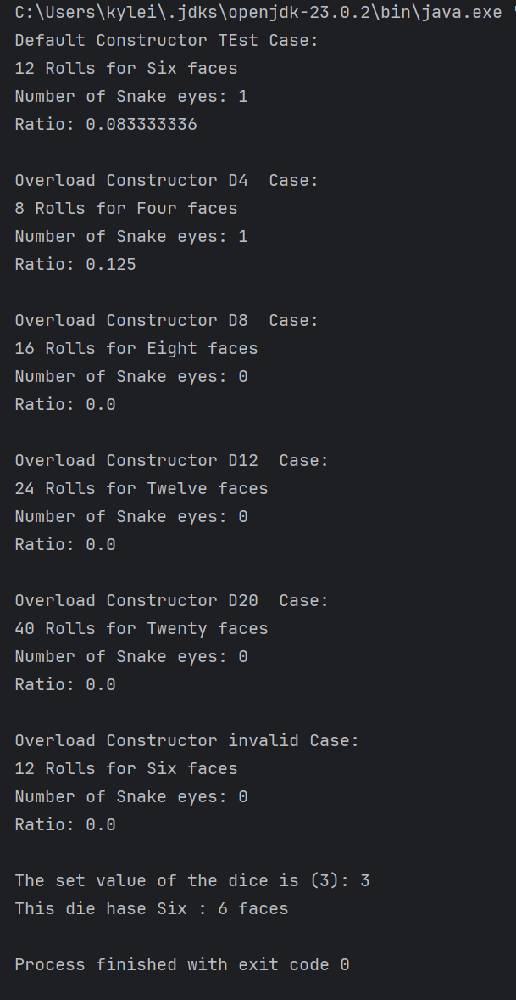 C:\Users\kylei\.jdks\openjdk-23.0.2\bin\java.exe
Default Constructor TEst Case:
12 Rolls for Six faces
Number of Snake eyes: 1
Ratio: 0.083333336
Overload Constructor D4  Case:
8 Rolls for Four faces
Number of Snake eyes: 1
Ratio: 0.125
Overload Constructor D8  Case:
16 Rolls for Eight faces
Number of Snake eyes: 0
Ratio: 0.0
Overload Constructor D12  Case:
24 Rolls for Twelve faces
Number of Snake eyes: 0
Ratio: 0.0
Overload Constructor D20  Case:
40 Rolls for Twenty faces
Number of Snake eyes: 0
Ratio: 0.0
Overload Constructor invalid Case:
12 Rolls for Six faces
Number of Snake eyes: 0
Ratio: 0.0
The set value of the dice is (3): 3
This die hase Six : 6 faces
Process finished with exit code 0